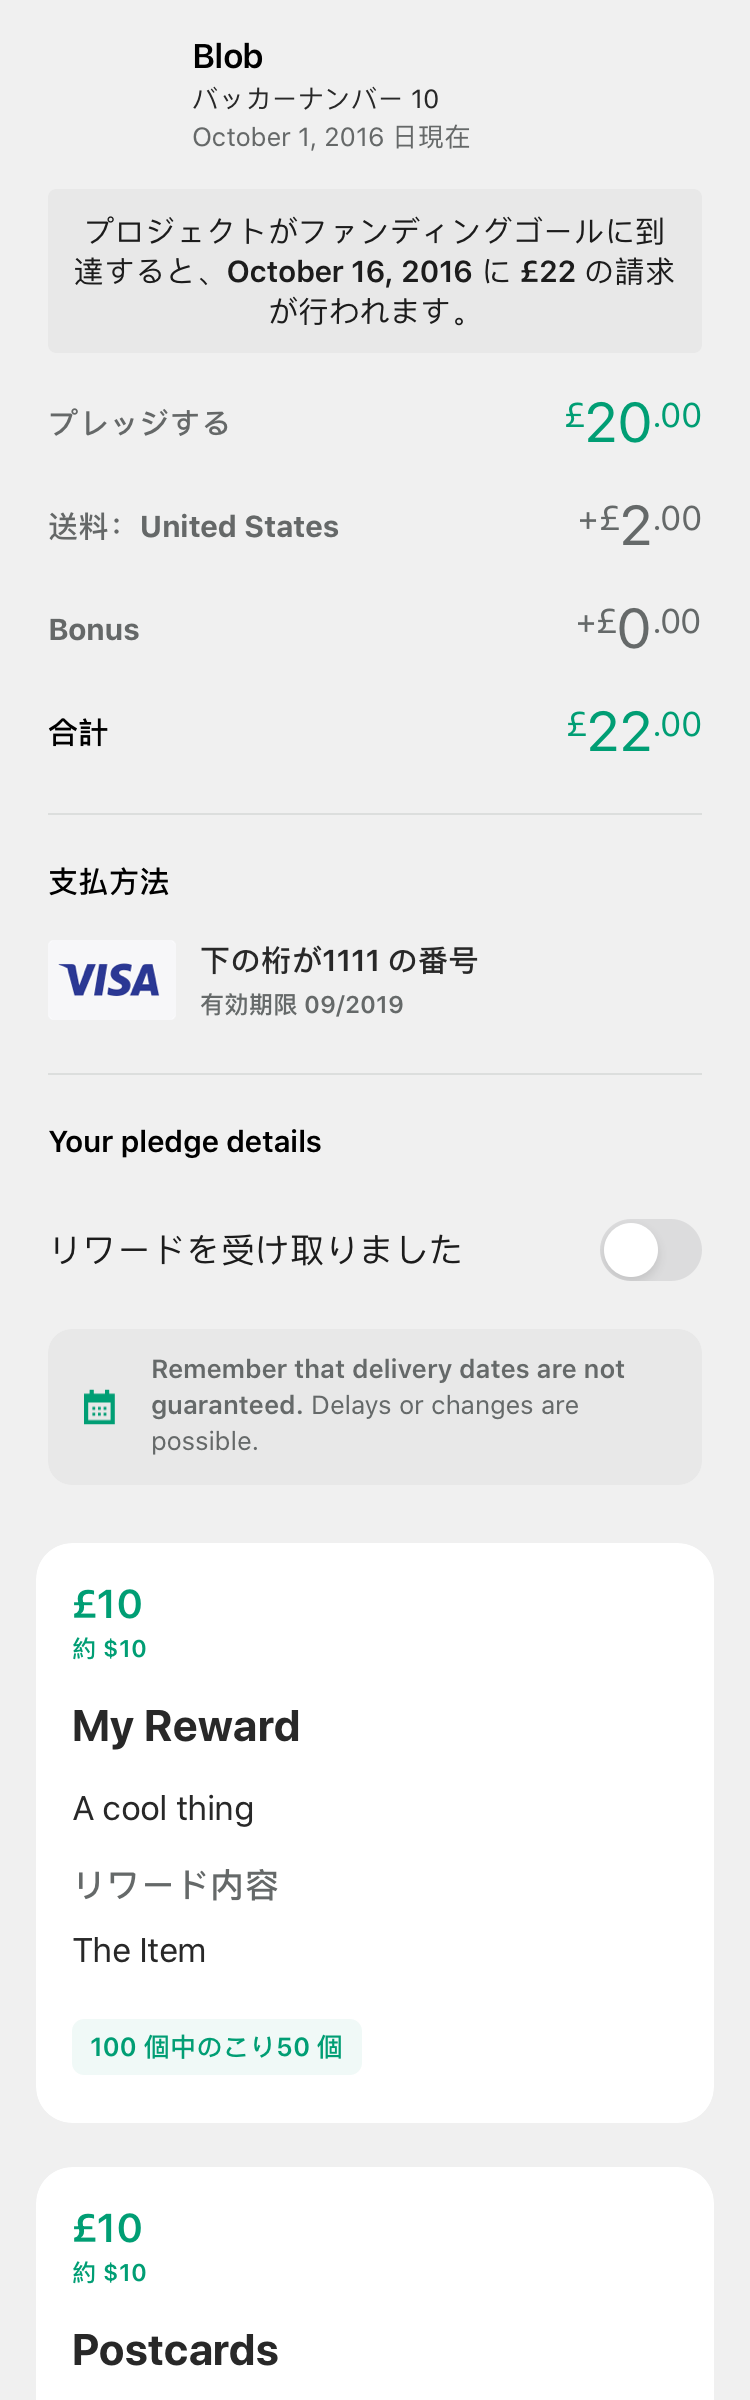 Blob
バッカーナンバー 10
October 1, 2016 日現在
プロジェクトがファンディングゴールに到
達すると、October 16, 2016 に £22 の請求
が行われます。
プレッジする £20.00
送料： United States +£2.00
Bonus +£0.00
合計 £22.00
支払方法
VISA
下の桁が1111 の番号
有効期限 09/2019
Your pledge details
リワードを受け取りました
Remember that delivery dates are not
guaranteed. Delays or changes are
possible.
£10
約 $10
My Reward
A cool thing
リワード内容
The Item
100 個中のこり50 個
£10
約 $10
Postcards